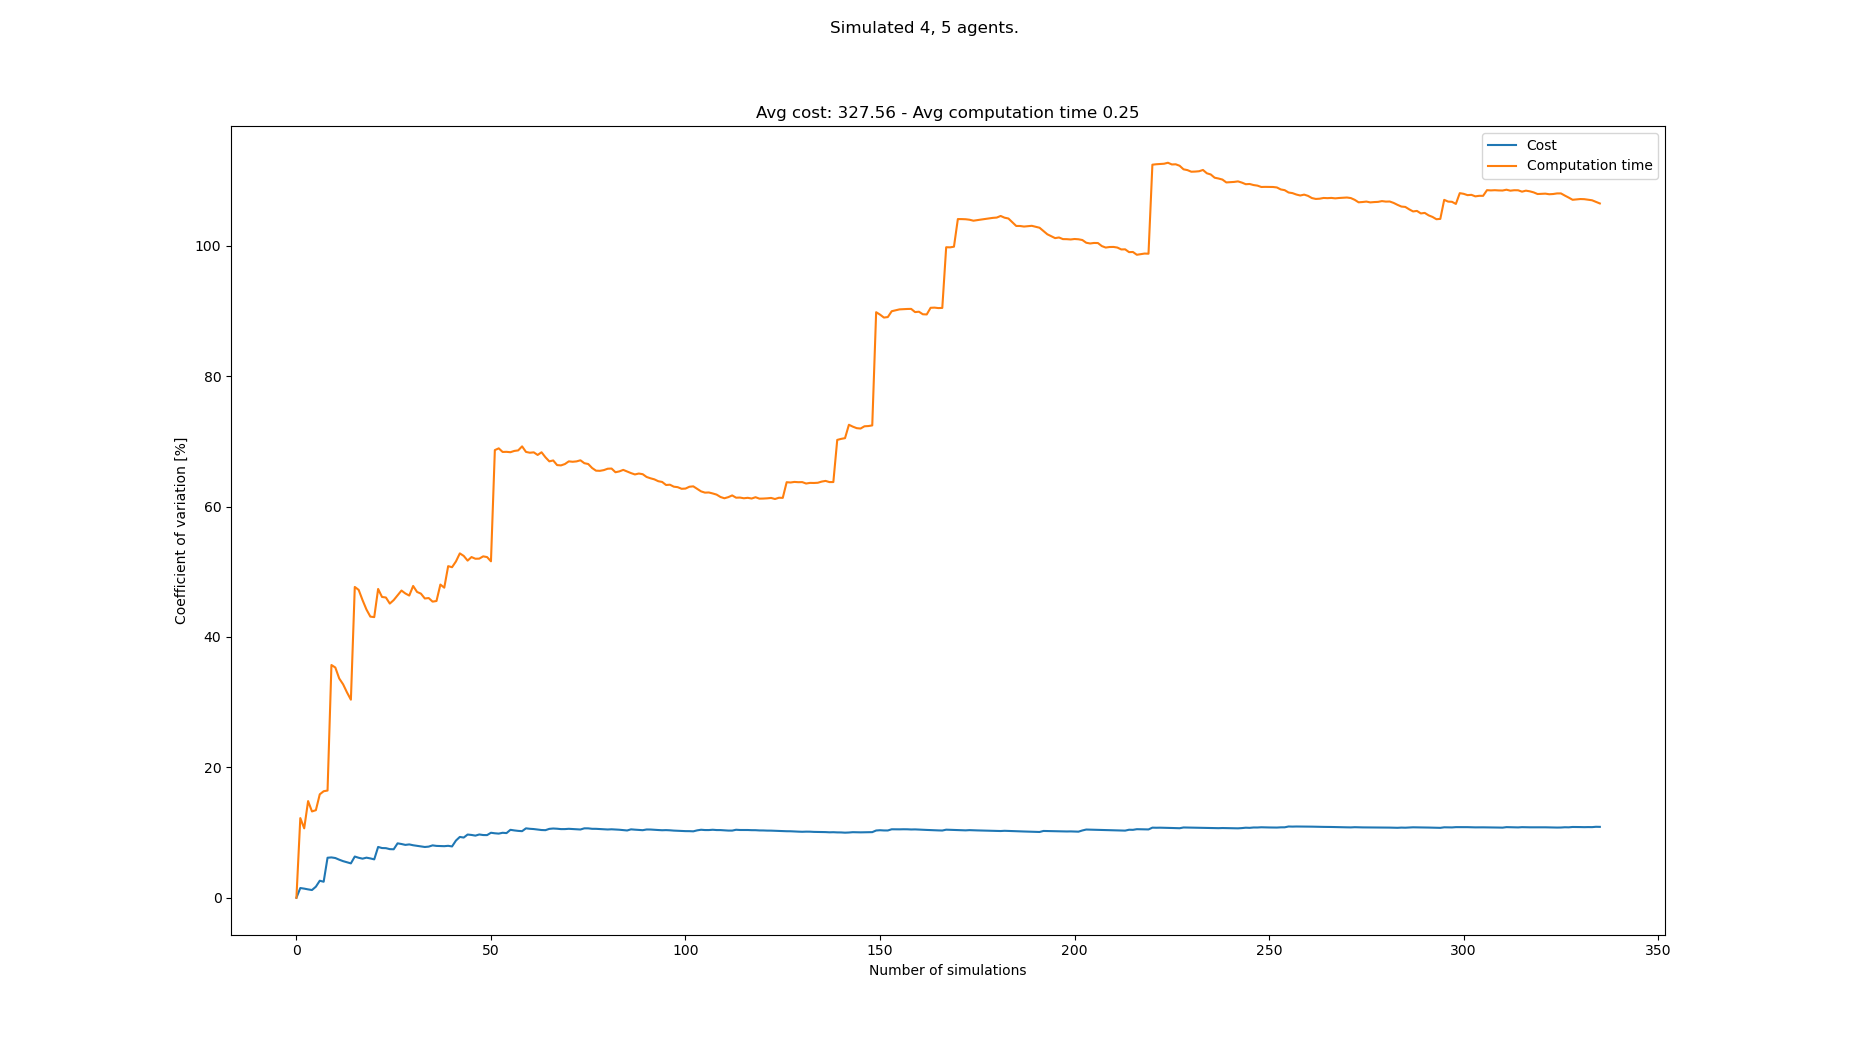 Simulated 4, 5 agents.
Avg cost: 327.56 - Avg computation time 0.25
Cost
Computation time
Coefficient of variation [%]
100
80
60
40
20
0
0 50 100 150 200 250 300 350
Number of simulations